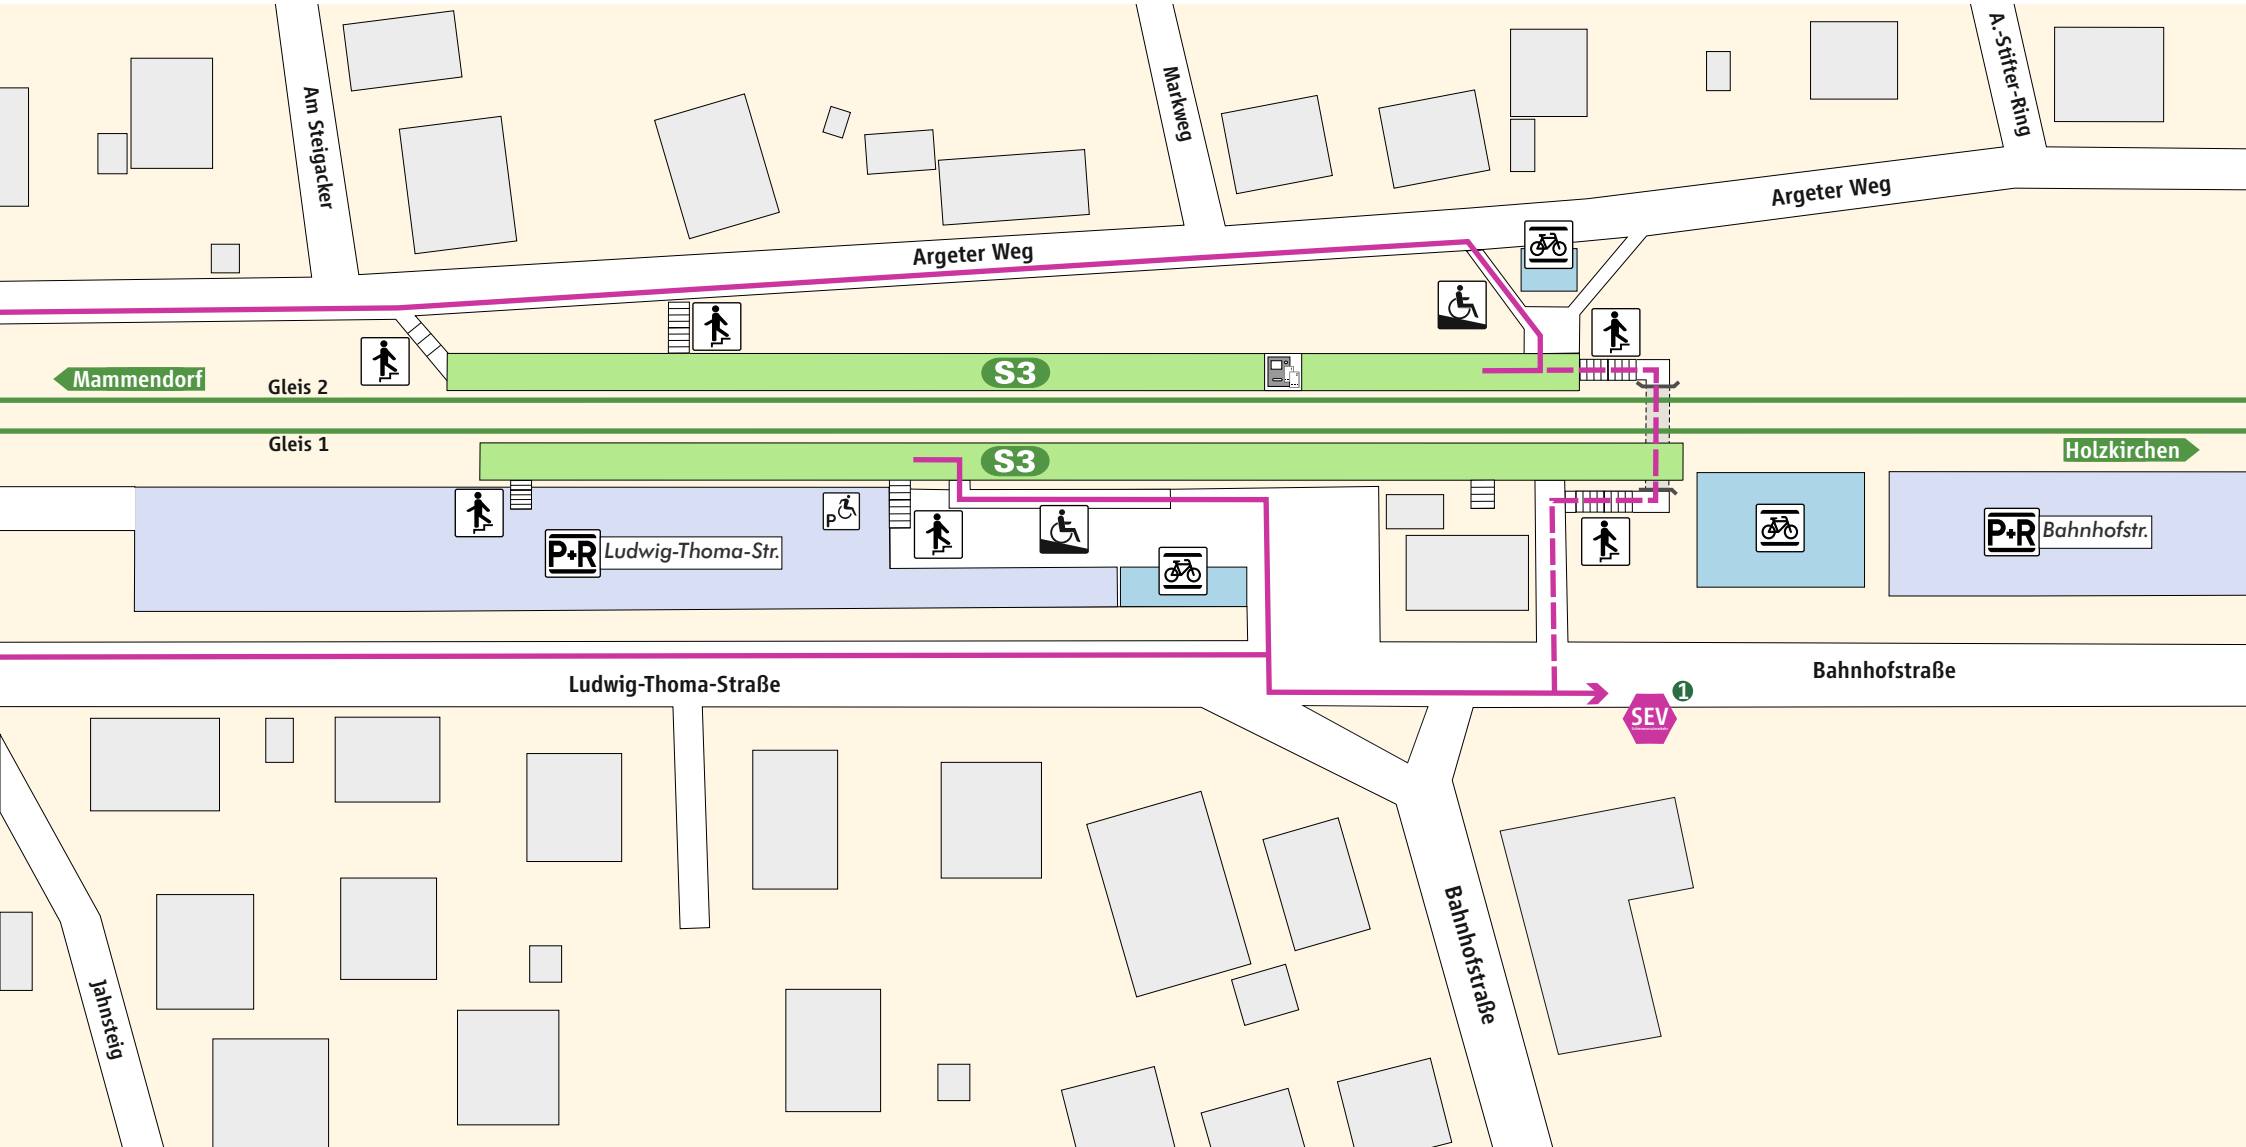 A.-Stifter-Ring
Am Steigacker
Markweg
Argeter Weg
Argeter Weg
Mammendorf
Gleis 2
S3
Gleis 1
S3
Holzkirchen
P
P+R
Ludwig-Thoma-Str.
P+R
Bahnhofstr.
Ludwig-Thoma-Straße
Bahnhofstraße
1
SEV
Bahnhofstraße
Jahnsteig